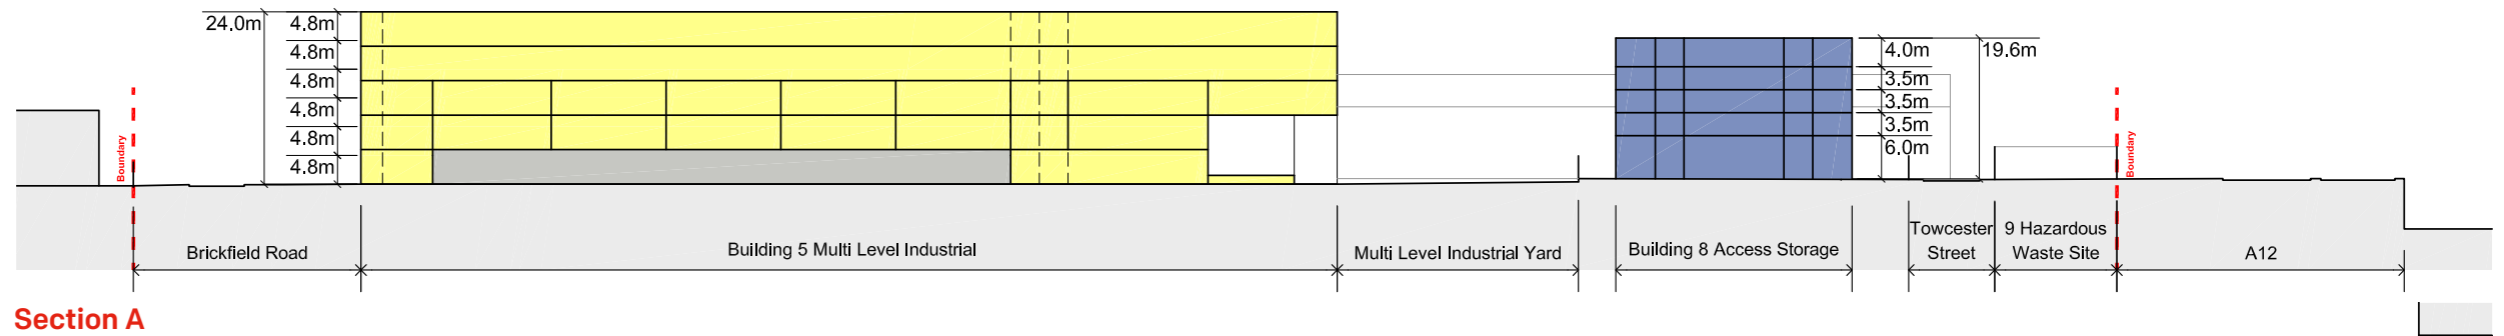 24.0m
4.8m
4.8m
4.8m
4.8m
4.8m
4.8m
4.0m
3.5m
3.5m
3.5m
6.0m
19.6m
Boundary
Boundary
Brickfield Road
Building 5 Multi Level Industrial
Multi Level Industrial Yard
Building 8 Access Storage
Towcester
Street
9 Hazardous
Waste Site
A12
Section A